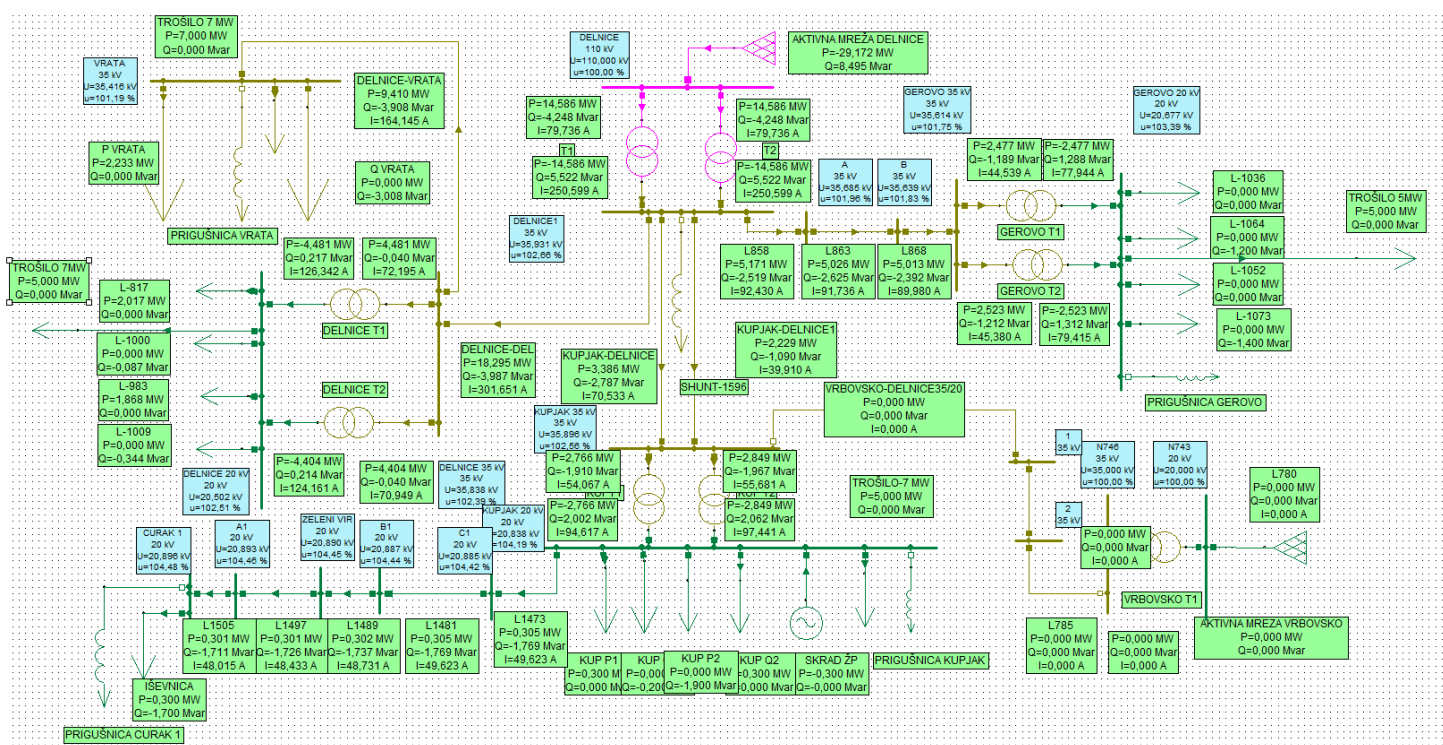 TROŠILO 7 MW
P=7,000 MW
Q=0,000 Mvar
VRATA
35 kV
U=35,416 kV
u=101,19 %
DELNICE-VRATA
P=9,410 MW
Q=-3,908 Mvar
I=164,145 A
P VRATA
P=2,233 MW
Q=0,000 Mvar
Q VRATA
P=0,000 MW
Q=-3,008 Mvar
PRIGUŠNICA VRATA
DELNICE
110 kV
U=110,000 kV
u=100,00 %
AKTIVNA MREŽA DELNICE
P=-29,172 MW
Q=8,495 Mvar
P=14,586 MW
Q=-4,248 Mvar
I=79,736 A
T1
P=-14,586 MW
Q=5,522 Mvar
I=250,599 A
P=14,586 MW
Q=-4,248 Mvar
I=79,736 A
T2
P=-14,586 MW
Q=5,522 Mvar
I=250,599 A
DELNICE1
35 kV
U=35,931 kV
u=102,66 %
A
35 kV
U=35,685 kV
u=101,96 %
B
35 kV
U=35,639 kV
u=101,83 %
GEROVO 35 kV
35 kV
U=35,614 kV
u=101,75 %
GEROVO 20 kV
20 kV
U=20,677 kV
u=103,39 %
P=2,477 MW
Q=-1,189 Mvar
I=44,539 A
P=-2,477 MW
Q=1,288 Mvar
I=77,944 A
GEROVO T1
GEROVO T2
P=2,523 MW
Q=-1,212 Mvar
I=45,380 A
P=-2,523 MW
Q=1,312 Mvar
I=79,415 A
L-1036
P=0,000 MW
Q=0,000 Mvar
L-1064
P=0,000 MW
Q=-1,200 Mvar
TROŠILO 5MW
P=5,000 MW
Q=0,000 Mvar
L-1052
P=0,000 MW
Q=0,000 Mvar
L-1073
P=0,000 MW
Q=-1,400 Mvar
PRIGUŠNICA GEROVO
L858
P=5,171 MW
Q=-2,519 Mvar
I=92,430 A
L863
P=5,026 MW
Q=-2,625 Mvar
I=91,736 A
L868
P=5,013 MW
Q=-2,392 Mvar
I=89,980 A
TROŠILO 7MW
P=5,000 MW
Q=0,000 Mvar
L-817
P=2,017 MW
Q=0,000 Mvar
L-1000
P=0,000 MW
Q=-0,087 Mvar
L-983
P=1,868 MW
Q=0,000 Mvar
L-1009
P=0,000 MW
Q=-0,344 Mvar
P=-4,481 MW
Q=0,217 Mvar
I=126,342 A
P=4,481 MW
Q=-0,040 Mvar
I=72,195 A
DELNICE T1
DELNICE T2
P=-4,404 MW
Q=0,214 Mvar
I=124,161 A
P=4,404 MW
Q=-0,040 Mvar
I=70,949 A
DELNICE 20 kV
20 kV
U=20,502 kV
u=102,51 %
DELNICE 35 kV
35 kV
U=35,838 kV
u=102,39 %
DELNICE-DEL
P=18,295 MW
Q=-3,987 Mvar
I=301,651 A
KUPJAK-DELNICE
P=3,386 MW
Q=-2,787 Mvar
I=70,533 A
KUPJAK-DELNICE1
P=2,229 MW
Q=-1,090 Mvar
I=39,910 A
SHUNT-1596
VRBOVSKO-DELNICE35/20
P=0,000 MW
Q=0,000 Mvar
I=0,000 A
KUPJAK 35 kV
35 kV
U=35,896 kV
u=102,56 %
P=2,766 MW
Q=-1,910 Mvar
I=54,067 A
P=-2,766 MW
Q=2,002 Mvar
I=94,617 A
P=2,849 MW
Q=-1,967 Mvar
I=55,681 A
P=-2,849 MW
Q=2,062 Mvar
I=97,441 A
TROŠILO-7 MW
P=5,000 MW
Q=0,000 Mvar
KUPJAK 20 kV
20 kV
U=20,838 kV
u=104,19 %
1
35 kV
2
35 kV
N746
35 kV
U=35,000 kV
u=100,00 %
N743
20 kV
U=20,000 kV
u=100,00 %
L780
P=0,000 MW
Q=0,000 Mvar
I=0,000 A
P=0,000 MW
Q=0,000 Mvar
I=0,000 A
VRBOVSKO T1
L785
P=0,000 MW
Q=0,000 Mvar
I=0,000 A
P=0,000 MW
Q=0,000 Mvar
I=0,000 A
AKTIVNA MREZA VRBOVSKO
P=0,000 MW
Q=0,000 Mvar
CURAK 1
20 kV
U=20,896 kV
u=104,48 %
A1
20 kV
U=20,893 kV
u=104,46 %
ZELENI VIR
20 kV
U=20,890 kV
u=104,45 %
B1
20 kV
U=20,887 kV
u=104,44 %
C1
20 kV
U=20,885 kV
u=104,42 %
L1505
P=0,301 MW
Q=-1,711 Mvar
I=48,015 A
L1497
P=0,301 MW
Q=-1,726 Mvar
I=48,433 A
L1489
P=0,302 MW
Q=-1,737 Mvar
I=48,731 A
L1481
P=0,305 MW
Q=-1,769 Mvar
I=49,623 A
L1473
P=0,305 MW
Q=-1,769 Mvar
I=49,623 A
KUP P1
P=0,300 M
Q=0,000 Mv
KUP
P=0,00
Q=-0,20
KUP P2
P=0,000 MW
Q=-1,900 Mvar
KUP Q2
P=0,300 MW
Q=0,000 Mvar
SKRAD ŽP
P=-0,300 MW
Q=-0,000 Mvar
PRIGUŠNICA KUPJAK
IŠEVNICA
P=0,300 MW
Q=-1,700 Mvar
PRIGUŠNICA CURAK 1